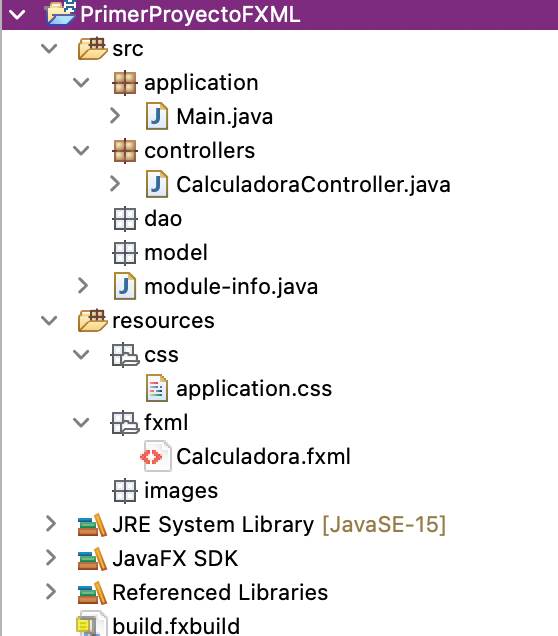 PrimerProyectoFXML
src
application
Main.java
controllers
CalculadoraController.java
dao
model
module-info.java
resources
css
application.css
fxml
Calculadora.fxml
images
JRE System Library [JavaSE-15]
JavaFX SDK
Referenced Libraries
build.fxbuild